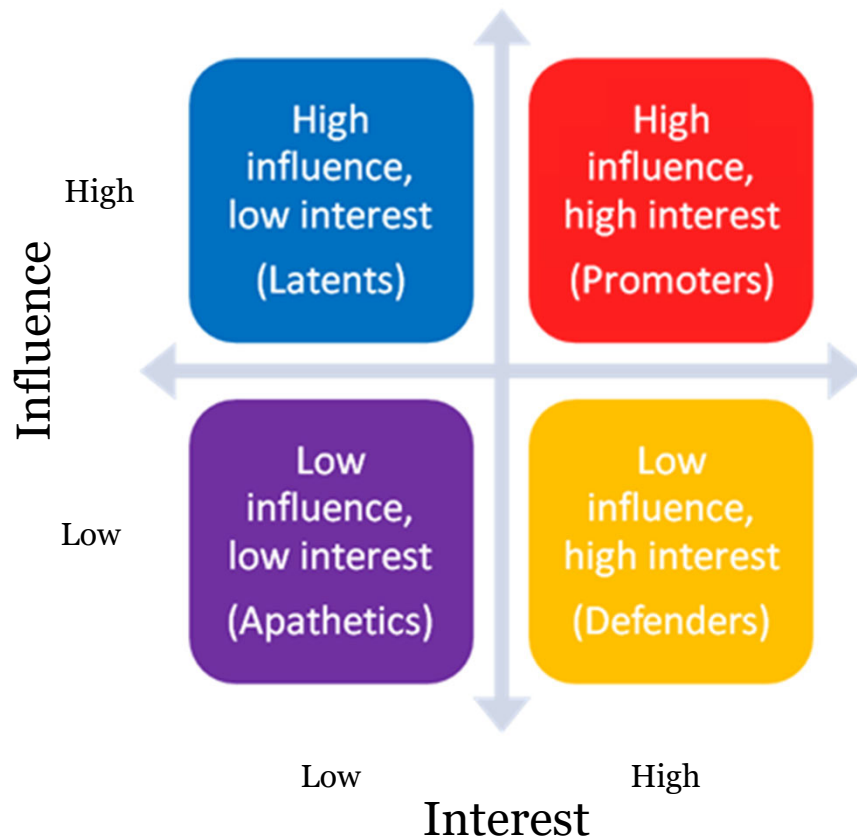 High
influence,
low interest
(Latents)
High
influence,
high interest
(Promoters)
High
Influence
Low
influence,
low interest
(Apathetics)
Low
influence,
high interest
(Defenders)
Low
Low
High
Interest